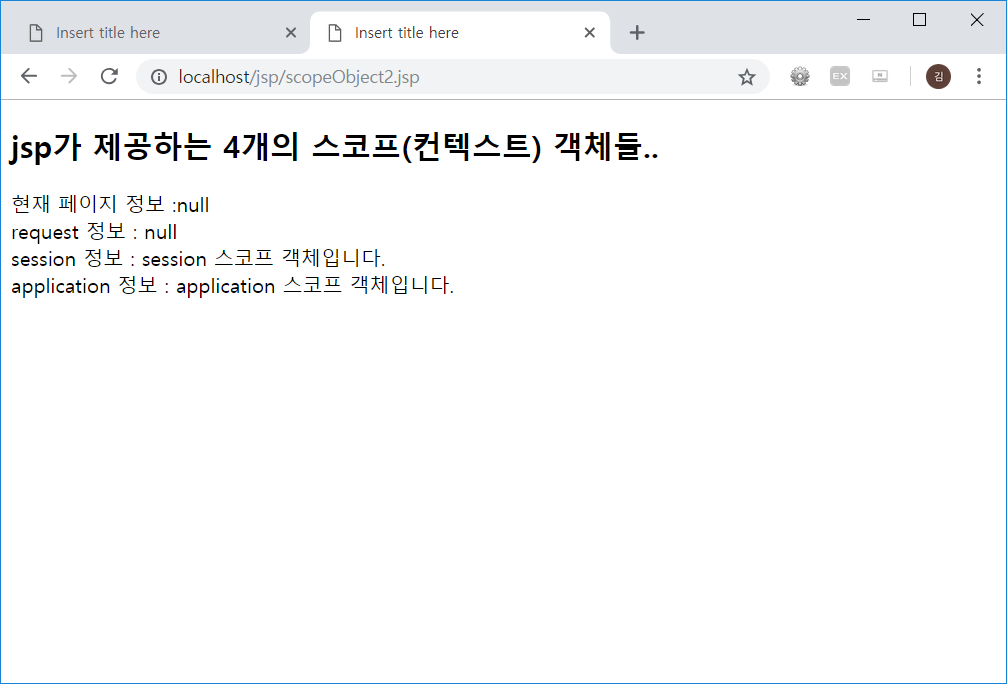 Insert title here
Insert title here
localhost/jsp/scopeObject2.jsp
EX
N
김
jsp가 제공하는 4개의 스코프(컨텍스트) 객체들..
현재 페이지 정보 :null
request 정보 : null
session 정보 : session 스코프 객체입니다.
application 정보 : application 스코프 객체입니다.